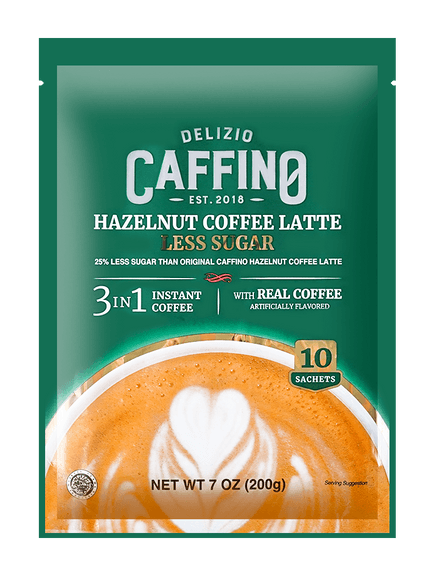 DELIZIO
CAFFINO
EST. 2018
HAZELNUT COFFEE LATTE
LESS SUGAR
25% LESS SUGAR THAN ORIGINAL CAFFINO HAZELNUT COFFEE LATTE
3 IN 1 INSTANT COFFEE
WITH REAL COFFEE
ARTIFICIALLY FLAVORED
10
SACHETS
NET WT 7 OZ (200g)
Serving Suggestion